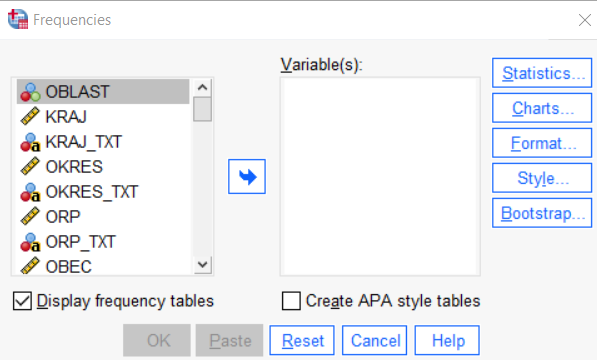 Frequencies
Variable(s):
OBLAST
KRAJ
KRAJ_TXT
OKRES
OKRES_TXT
ORP
ORP_TXT
OBEC
Statistics...
Charts...
Format...
Style...
Bootstrap...
Display frequency tables
Create APA style tables
OK
Paste
Reset
Cancel
Help